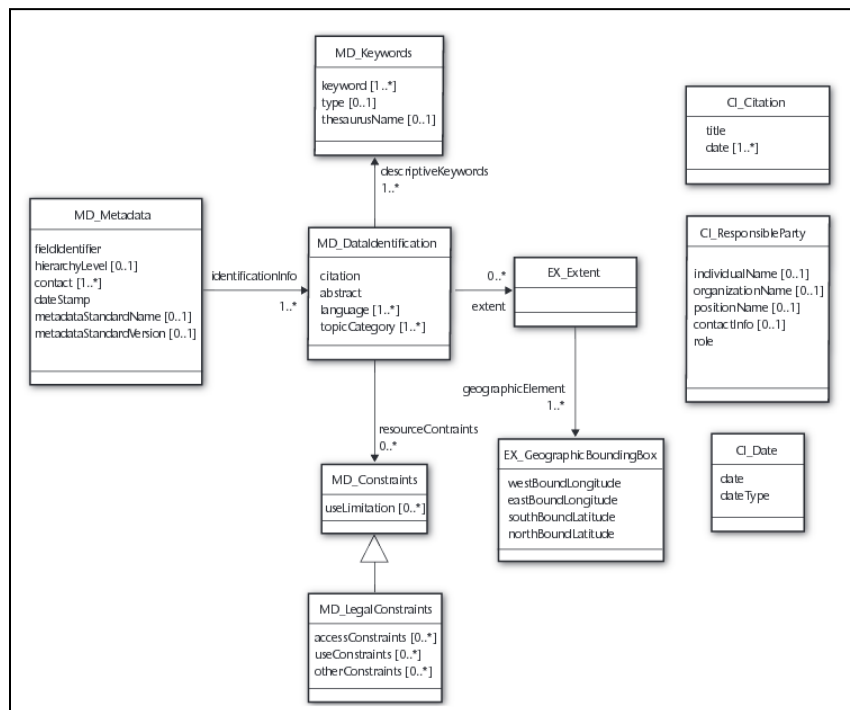 MD_Keywords
keyword [1..*]
type [0..1]
thesaurusName [0..1]
descriptiveKeywords
1..*
MD_Metadata
fieldIdentifier
hierarchyLevel [0..1]
contact [1..*]
dateStamp
metadataStandardName [0..1]
metadataStandardVersion [0..1]
identificationInfo
1..*
MD_DataIdentification
citation
abstract
language [1..*]
topicCategory [1..*]
0..*
extent
EX_Extent
geographicElement
1..*
EX_GeographicBoundingBox
westBoundLongitude
eastBoundLongitude
southBoundLatitude
northBoundLatitude
resourceContraints
0..*
MD_Constraints
useLimitation [0..*]
MD_LegalConstraints
accessConstraints [0..*]
useConstraints [0..*]
otherConstraints [0..*]
CI_Citation
title
date [1..*]
CI_ResponsibleParty
individualName [0..1]
organizationName [0..1]
positionName [0..1]
contactInfo [0..1]
role
CI_Date
date
dateType